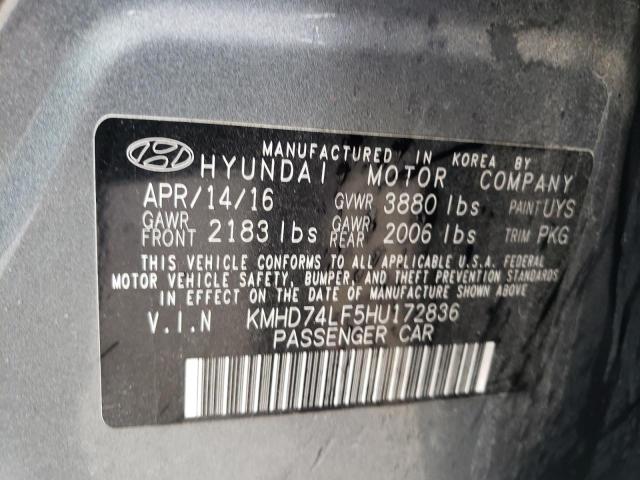 MANUFACTURED IN KOREA BY
HYUNDAI MOTOR COMPANY
APR/14/16 GVWR 3880 lbs PAINT UYS
GAWR FRONT 2183 lbs GAWR REAR 2006 lbs TRIM PKG
THIS VEHICLE CONFORMS TO ALL APPLICABLE U.S.A. FEDERAL
MOTOR VEHICLE SAFETY, BUMPER, AND THEFT PREVENTION STANDARDS
IN EFFECT ON THE DATE OF MANUFACTURE SHOWN ABOVE.
V.I.N KMHD74LF5HU172836
PASSENGER CAR